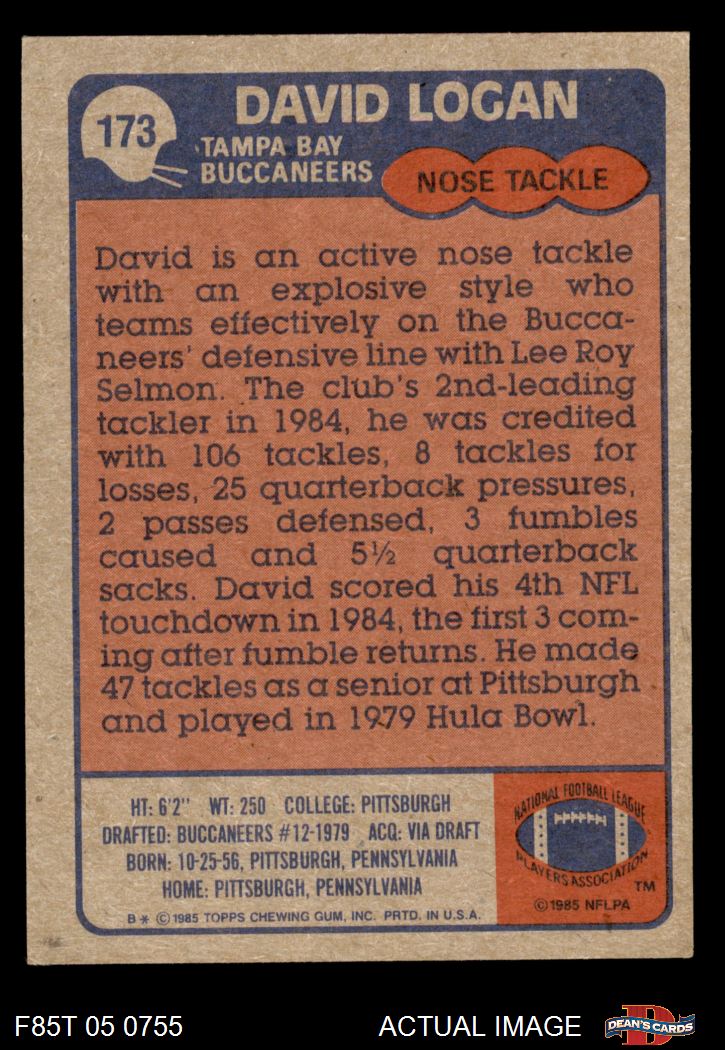 173
DAVID LOGAN
TAMPA BAY
BUCCANEERS
NOSE TACKLE
David is an active nose tackle
with an explosive style who
teams effectively on the Bucca-
neers' defensive line with Lee Roy
Selmon. The club's 2nd-leading
tackler in 1984, he was credited
with 106 tackles, 8 tackles for
losses, 25 quarterback pressures,
2 passes defensed, 3 fumbles
caused and 5½ quarterback
sacks. David scored his 4th NFL
touchdown in 1984, the first 3 com-
ing after fumble returns. He made
47 tackles as a senior at Pittsburgh
and played in 1979 Hula Bowl.
HT: 6'2" WT: 250 COLLEGE: PITTSBURGH
DRAFTED: BUCCANEERS #12-1979 ACQ: VIA DRAFT
BORN: 10-25-56, PITTSBURGH, PENNSYLVANIA
HOME: PITTSBURGH, PENNSYLVANIA
B * © 1985 TOPPS CHEWING GUM, INC. PRTD. IN U.S.A.
NATIONAL FOOTBALL LEAGUE
PLAYERS ASSOCIATION
TM
© 1985 NFLPA
F85T 05 0755
ACTUAL IMAGE
D
DEAN'S CARDS